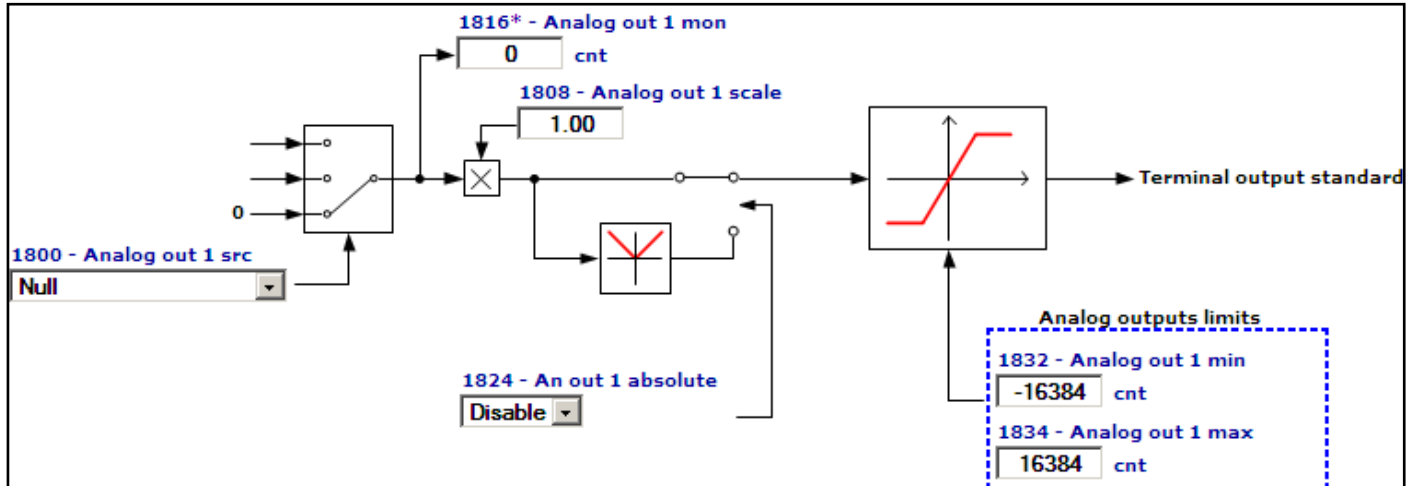 1816* - Analog out 1 mon
0 cnt
1808 - Analog out 1 scale
1.00
0
Terminal output standard
1800 - Analog out 1 src
Null
Analog outputs limits
1832 - Analog out 1 min
-16384 cnt
1824 - An out 1 absolute
Disable
1834 - Analog out 1 max
16384 cnt